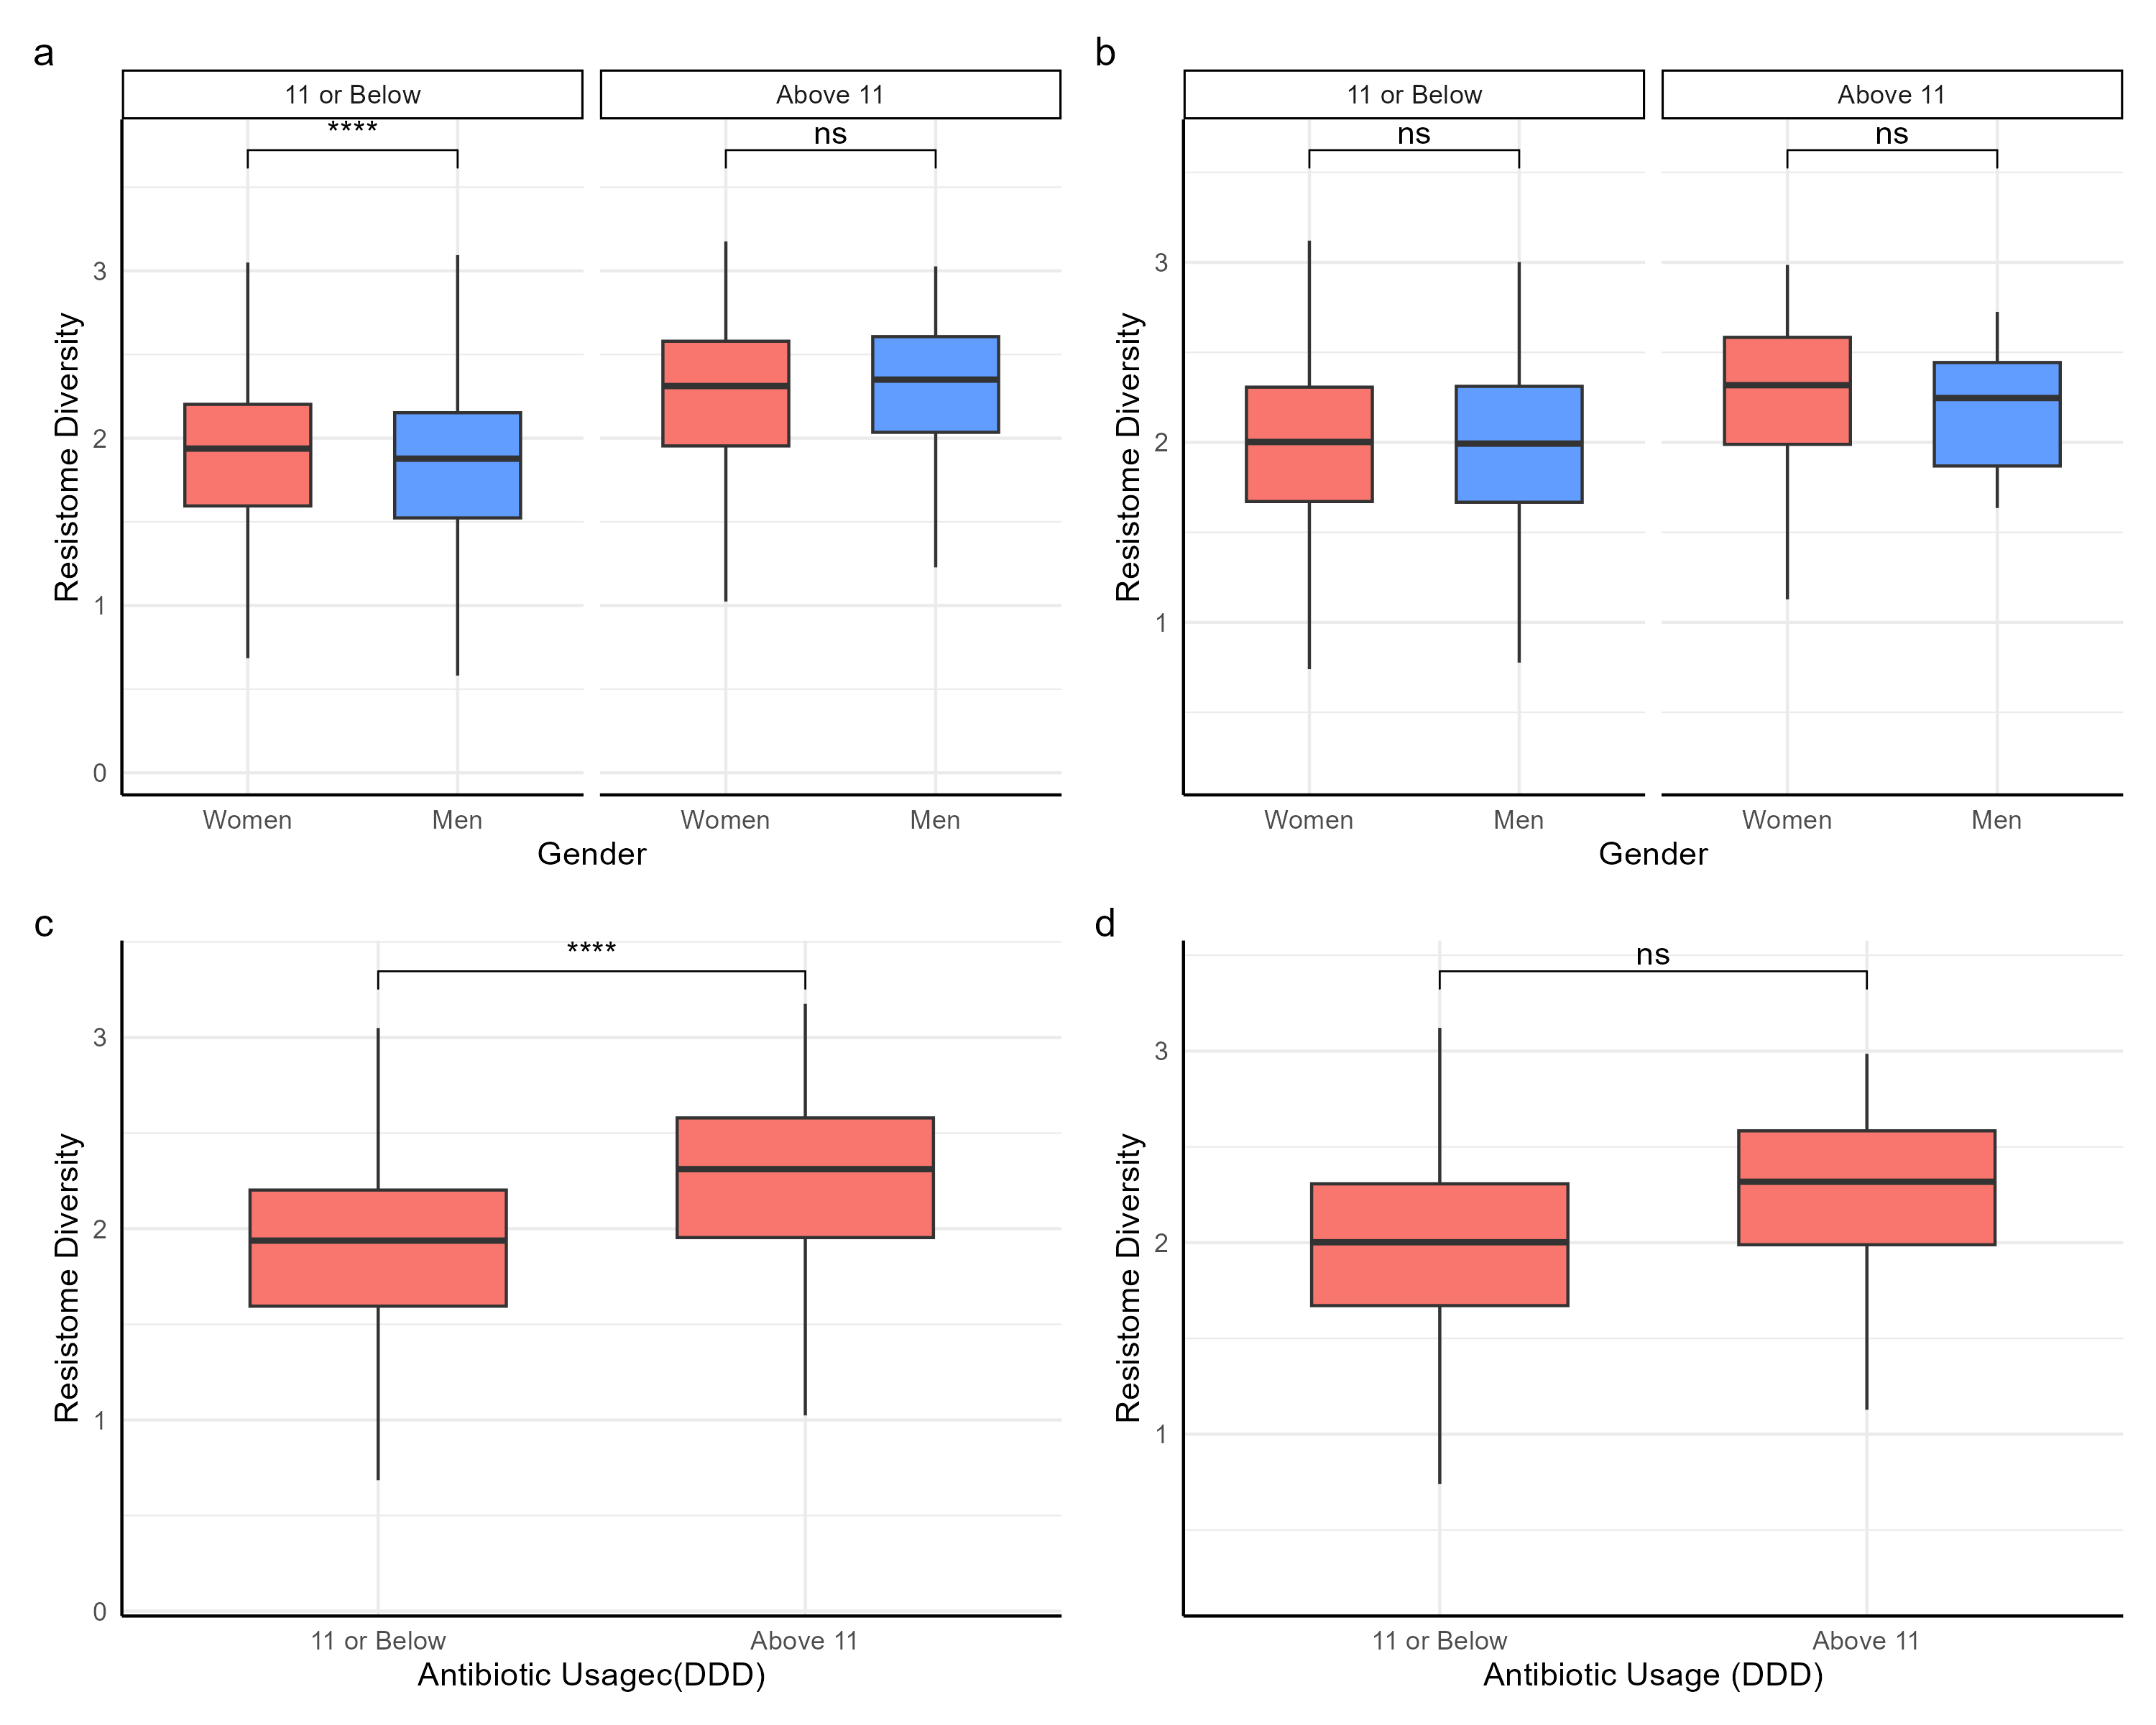 a
11 or Below
Above 11
****
ns
3
2
1
0
Resistome Diversity
Women
Men
Women
Men
Gender
b
11 or Below
Above 11
ns
ns
3
2
1
Resistome Diversity
Women
Men
Women
Men
Gender
c
****
3
2
1
0
Resistome Diversity
11 or Below
Above 11
Antibiotic Usagec(DDD)
d
ns
3
2
1
Resistome Diversity
11 or Below
Above 11
Antibiotic Usage (DDD)